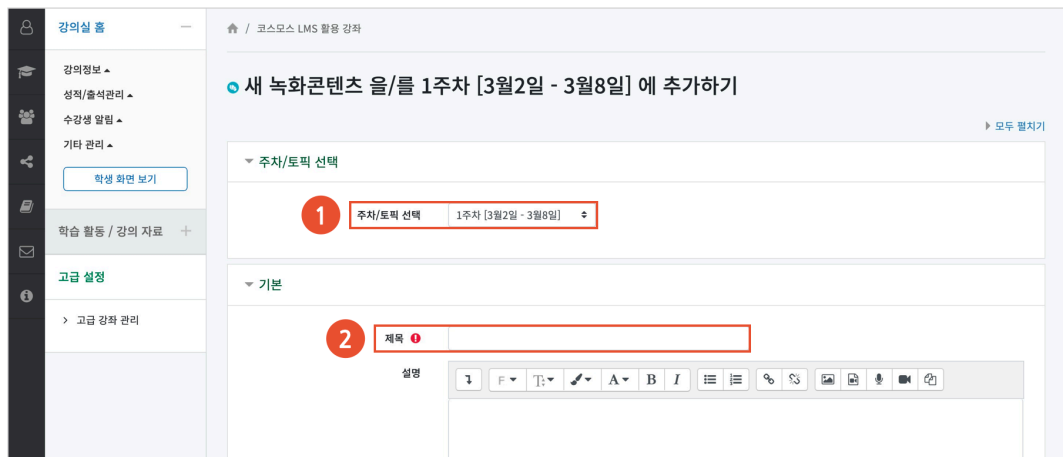 강의실 홈
코스모스 LMS 활용 강좌
강의정보
성적/출석관리
수강생 알림
기타 관리
학생 화면 보기
학습 활동 / 강의 자료
고급 설정
> 고급 강좌 관리
새 녹화콘텐츠 을/를 1주차 [3월2일 - 3월8일] 에 추가하기
모두 펼치기
주차/토픽 선택
1
주차/토픽 선택 1주차 [3월2일 - 3월8일]
기본
2
제목
설명
F T A B I